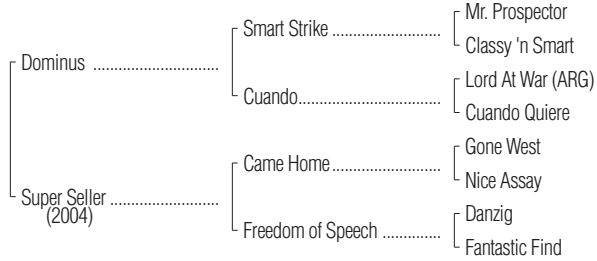 Mr. Prospector
Smart Strike ......................
Classy 'n Smart
Dominus .........................
Lord At War (ARG)
Cuando.............................
Cuando Quiere
Gone West
Came Home......................
Nice Assay
Super Seller ......................
(2004)
Danzig
Freedom of Speech ............
Fantastic Find